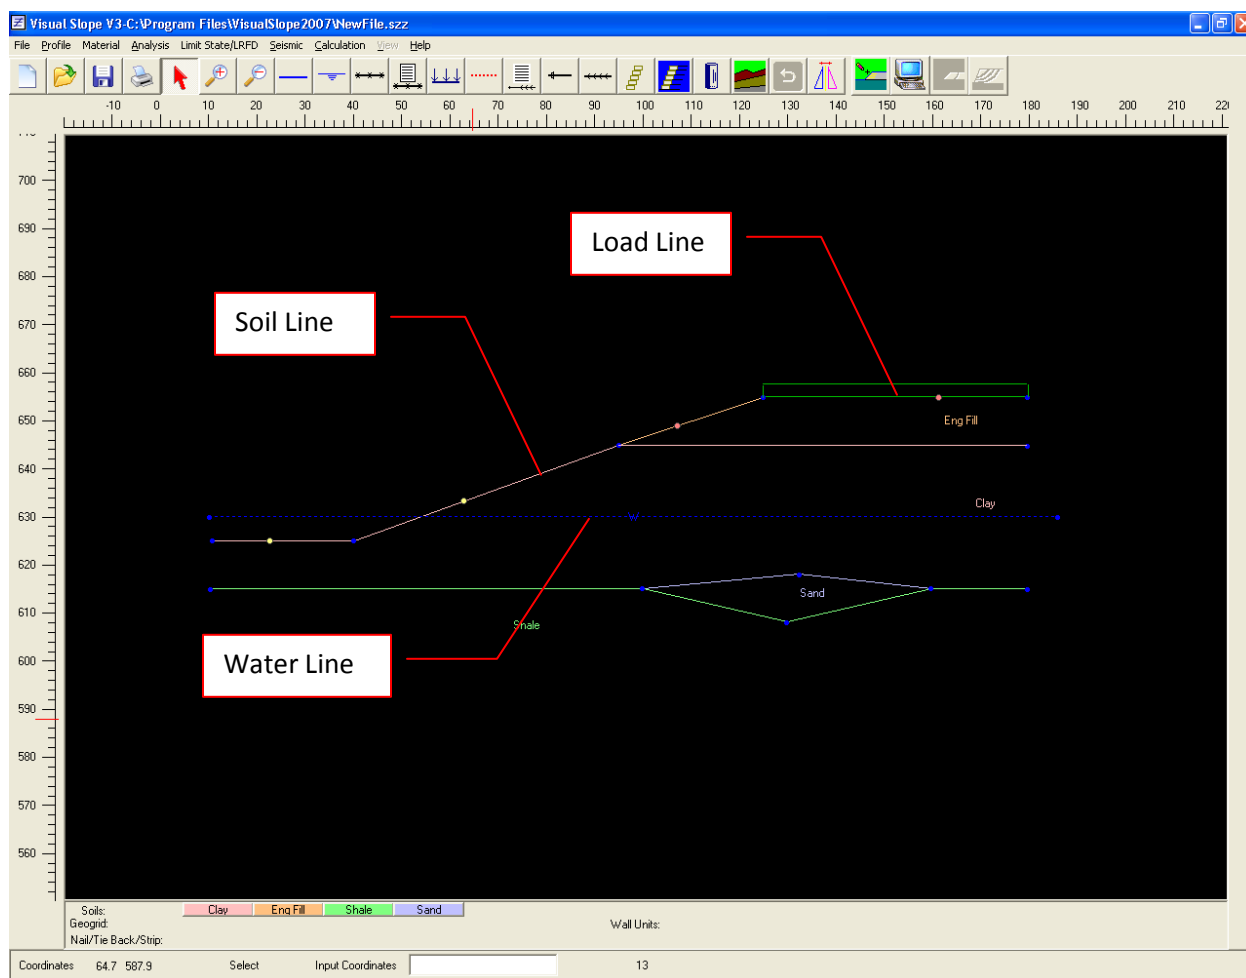 Visual Slope V3-C:\Program Files\VisualSlope2007\NewFile.szz
File Profile Material Analysis Limit State/LRFD Seismic Calculation View Help
-10 0 10 20 30 40 50 60 70 80 90 100 110 120 130 140 150 160 170 180 190 200 210
700
690
Load Line
680
670
Soil Line
660
650
Eng Fill
640
Clay
630
620
Sand
610
Shale
600
Water Line
590
580
570
560
Soils: Clay Eng Fill Shale Sand
Geogrid: Wall Units:
Nail/Tie Back/Strip:
Coordinates 64.7 587.9 Select Input Coordinates 13